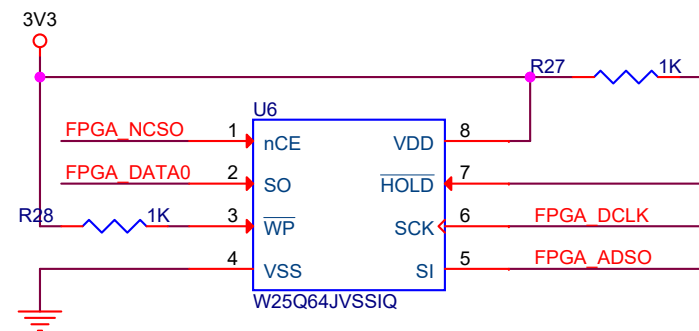 3V3
R27 1K
U6
FPGA_NCSO 1 nCE VDD 8
FPGA_DATA0 2 SO HOLD 7
R28 1K 3 WP SCK 6 FPGA_DCLK
4 VSS SI 5 FPGA_ADSO
W25Q64JVSSIQ